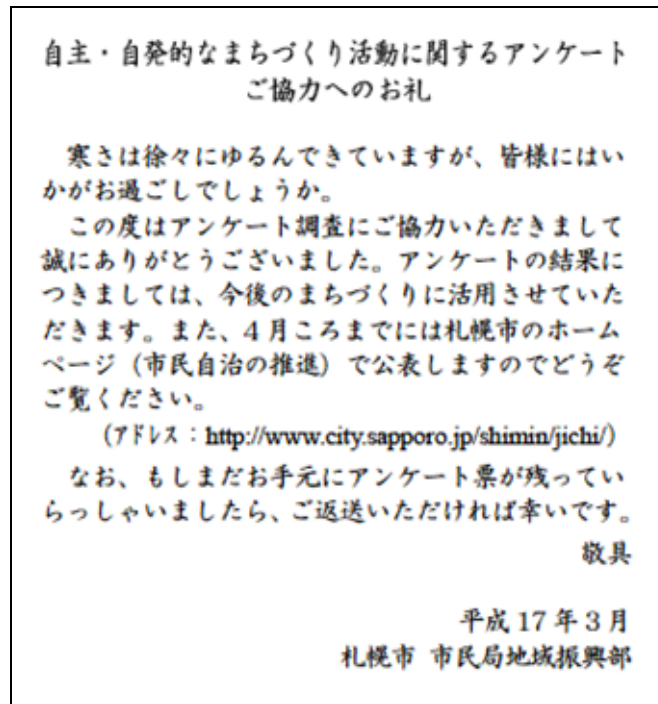 自主・自発的なまちづくり活動に関するアンケート
ご協力へのお礼
寒さは徐々にゆるんできていますが、皆様にはい
かがお過ごしでしょうか。
この度はアンケート調査にご協力いただきまして
誠にありがとうございました。アンケートの結果に
つきましては、今後のまちづくりに活用させていた
だきます。また、４月ころまでには札幌市のホーム
ページ（市民自治の推進）で公表しますのでどうぞ
ご覧ください。
（ｱﾄﾞﾚｽ：http://www.city.sapporo.jp/shimin/jichi/）
なお、もしまだお手元にアンケート票が残ってい
らっしゃいましたら、ご返送いただければ幸いです。
敬具
平成 17 年 3 月
札幌市 市民局地域振興部